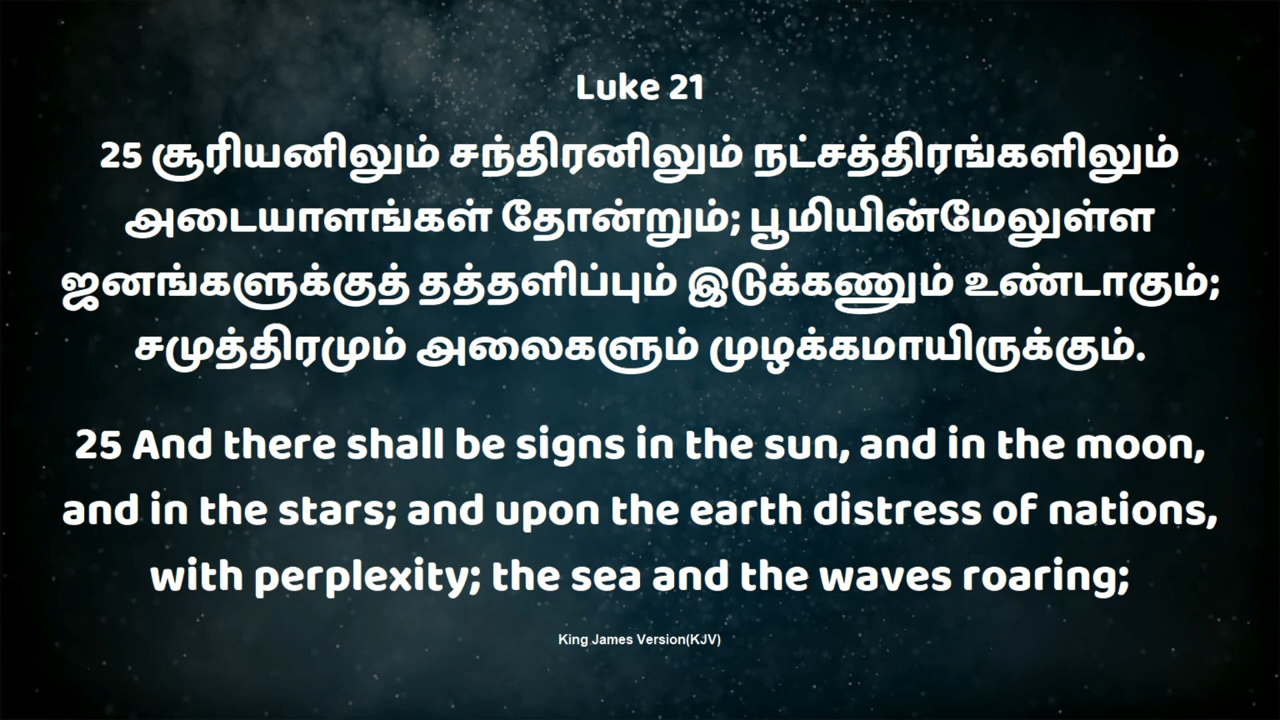 Luke 21
25 சூரியனிலும் சந்திரனிலும் நட்சத்திரங்களிலும்
அடையாளங்கள் தோன்றும்; பூமியின்மேலுள்ள
ஜனங்களுக்குத் தத்தளிப்பும் இடுக்கணும் உண்டாகும்;
சமுத்திரமும் அலைகளும் முழக்கமாயிருக்கும்.
25 And there shall be signs in the sun, and in the moon,
and in the stars; and upon the earth distress of nations,
with perplexity; the sea and the waves roaring;
King James Version(KJV)